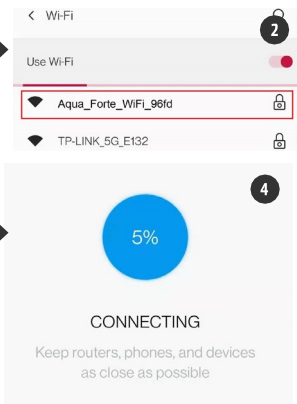 < Wi-Fi
2
Use Wi-Fi
Aqua_Forte_WiFi_96fd
TP-LINK_5G_E132
4
5%
CONNECTING
Keep routers, phones, and devices
as close as possible